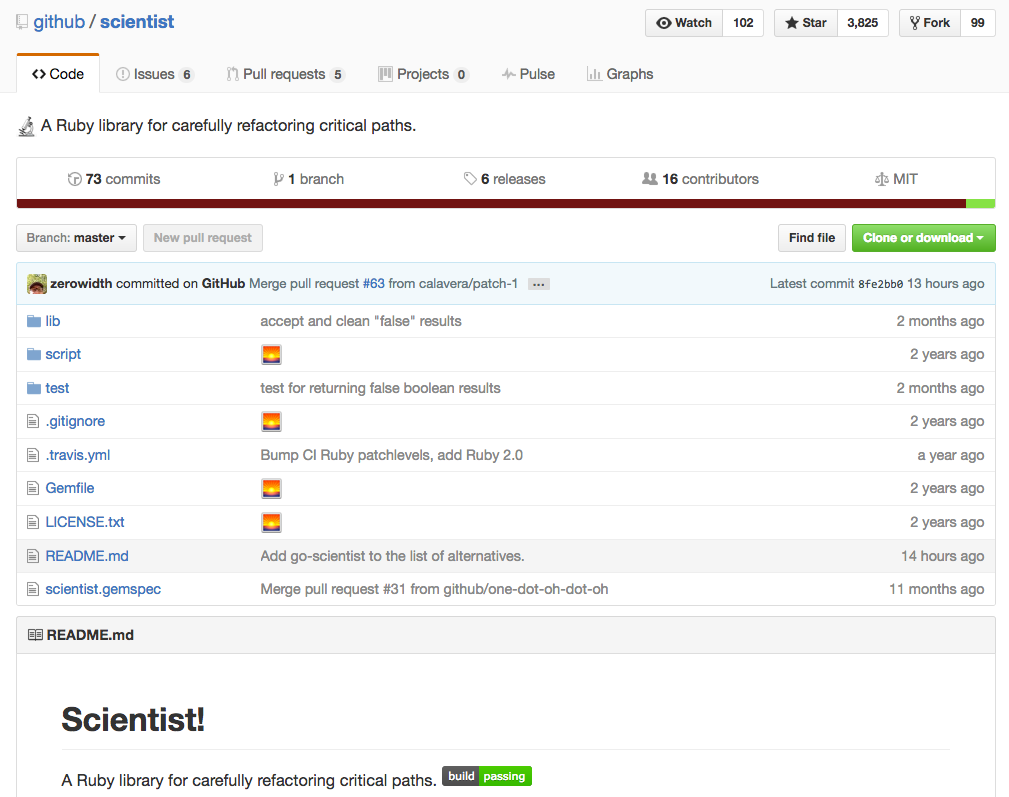 github / scientist
Watch 102 Star 3,825 Fork 99
Code Issues 6 Pull requests 5 Projects 0 Pulse Graphs
A Ruby library for carefully refactoring critical paths.
73 commits 1 branch 6 releases 16 contributors MIT
Branch: master New pull request Find file Clone or download
zerowidth committed on GitHub Merge pull request #63 from calavera/patch-1 ... Latest commit 8fe2bb0 13 hours ago
lib accept and clean "false" results 2 months ago
script 2 years ago
test test for returning false boolean results 2 months ago
.gitignore 2 years ago
.travis.yml Bump CI Ruby patchlevels, add Ruby 2.0 a year ago
Gemfile 2 years ago
LICENSE.txt 2 years ago
README.md Add go-scientist to the list of alternatives. 14 hours ago
scientist.gemspec Merge pull request #31 from github/one-dot-oh-dot-oh 11 months ago
README.md
Scientist!
A Ruby library for carefully refactoring critical paths. build passing